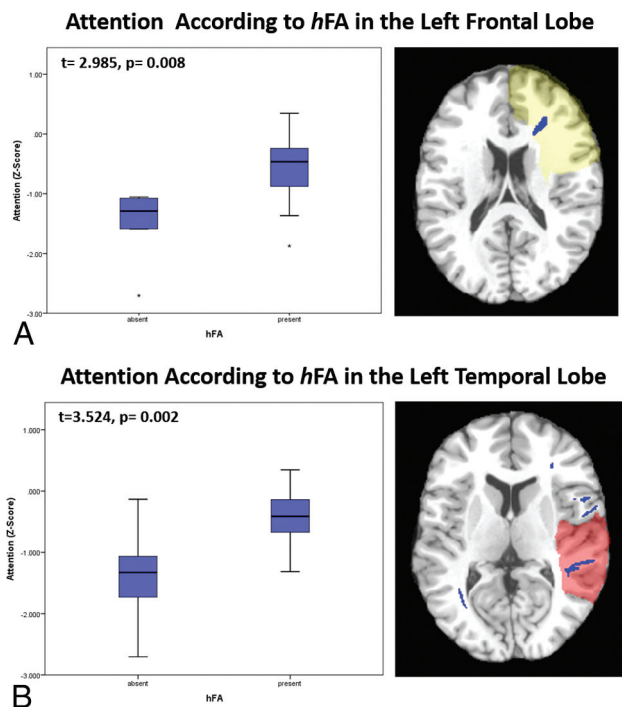 Attention According to hFA in the Left Frontal Lobe
t= 2.985, p= 0.008
1.00
.00
-1.00
-2.00
-3.00
Attention (Z-Score)
*
*
absent
present
hFA
A
Attention According to hFA in the Left Temporal Lobe
t=3.524, p= 0.002
1.000
.000
-1.000
-2.000
-3.000
Attention (Z-Score)
absent
present
hFA
B